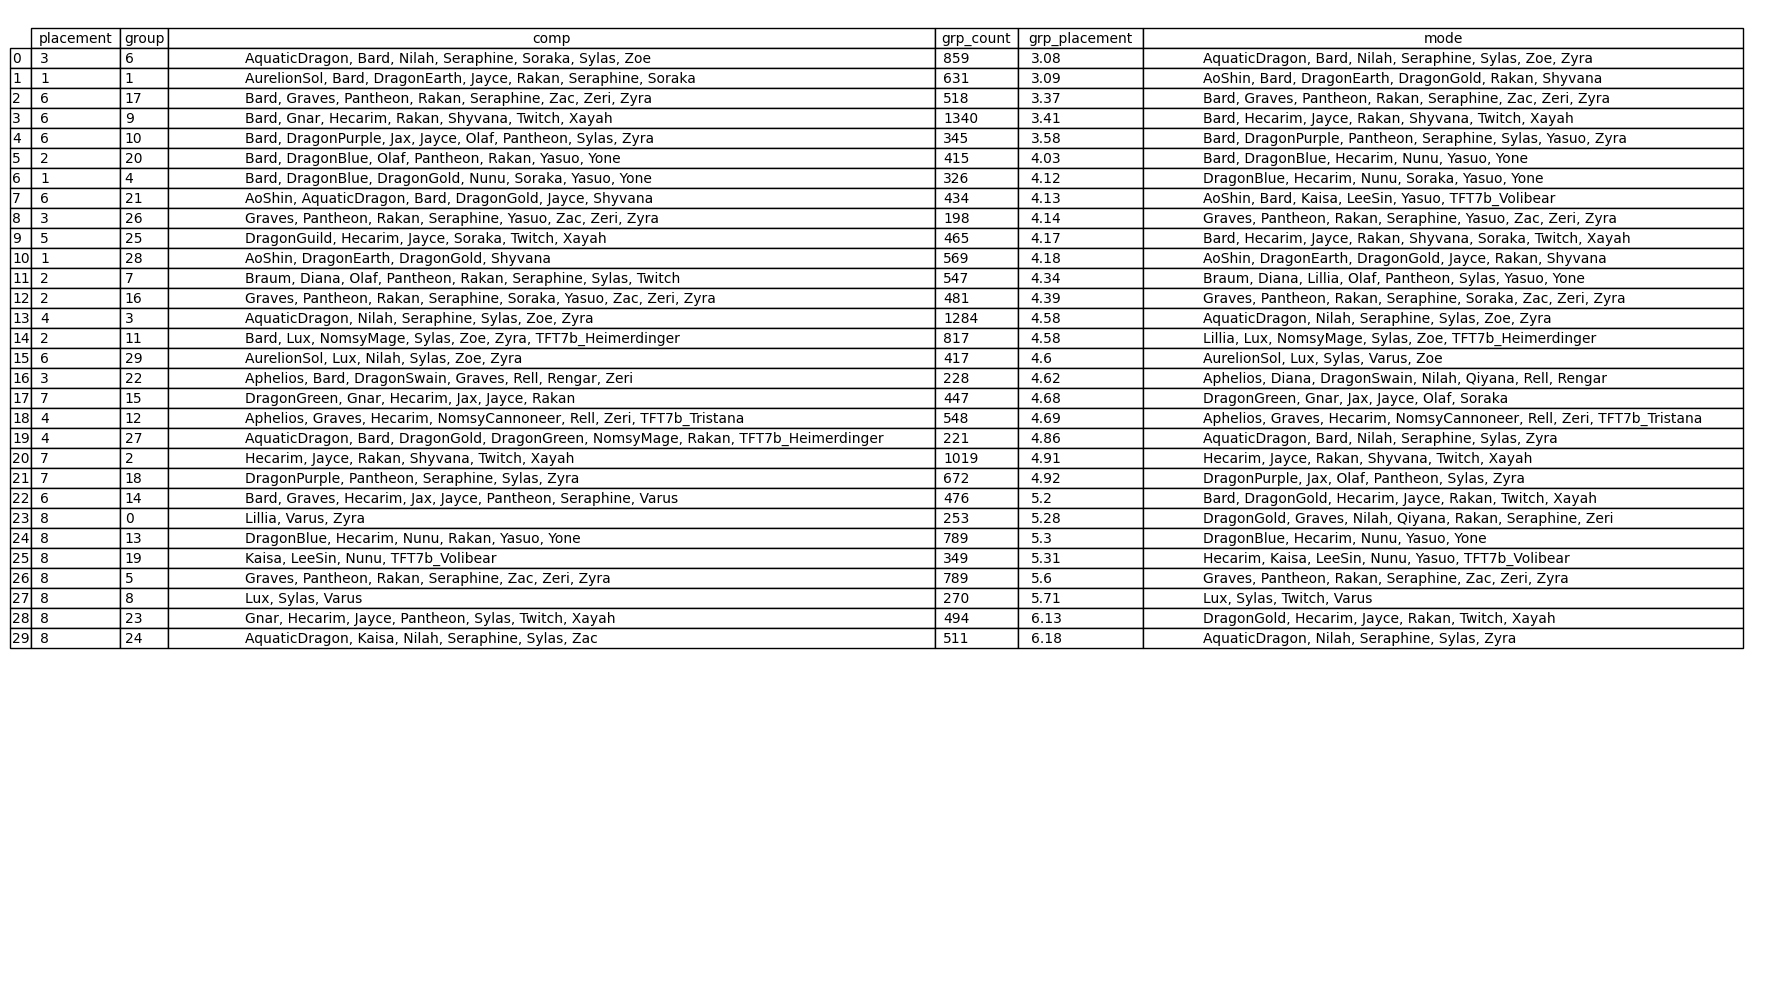 placement group comp grp_count grp_placement mode
0 3 6 AquaticDragon, Bard, Nilah, Seraphine, Soraka, Sylas, Zoe 859 3.08 AquaticDragon, Bard, Nilah, Seraphine, Sylas, Zoe, Zyra
1 1 1 AurelionSol, Bard, DragonEarth, Jayce, Rakan, Seraphine, Soraka 631 3.09 AoShin, Bard, DragonEarth, DragonGold, Rakan, Shyvana
2 6 17 Bard, Graves, Pantheon, Rakan, Seraphine, Zac, Zeri, Zyra 518 3.37 Bard, Graves, Pantheon, Rakan, Seraphine, Zac, Zeri, Zyra
3 6 9 Bard, Gnar, Hecarim, Rakan, Shyvana, Twitch, Xayah 1340 3.41 Bard, Hecarim, Jayce, Rakan, Shyvana, Twitch, Xayah
4 6 10 Bard, DragonPurple, Jax, Jayce, Olaf, Pantheon, Sylas, Zyra 345 3.58 Bard, DragonPurple, Pantheon, Seraphine, Sylas, Yasuo, Zyra
5 2 20 Bard, DragonBlue, Olaf, Pantheon, Rakan, Yasuo, Yone 415 4.03 Bard, DragonBlue, Hecarim, Nunu, Yasuo, Yone
6 1 4 Bard, DragonBlue, DragonGold, Nunu, Soraka, Yasuo, Yone 326 4.12 DragonBlue, Hecarim, Nunu, Soraka, Yasuo, Yone
7 6 21 AoShin, AquaticDragon, Bard, DragonGold, Jayce, Shyvana 434 4.13 AoShin, Bard, Kaisa, LeeSin, Yasuo, TFT7b_Volibear
8 3 26 Graves, Pantheon, Rakan, Seraphine, Yasuo, Zac, Zeri, Zyra 198 4.14 Graves, Pantheon, Rakan, Seraphine, Yasuo, Zac, Zeri, Zyra
9 5 25 DragonGuild, Hecarim, Jayce, Soraka, Twitch, Xayah 465 4.17 Bard, Hecarim, Jayce, Rakan, Shyvana, Soraka, Twitch, Xayah
10 1 28 AoShin, DragonEarth, DragonGold, Shyvana 569 4.18 AoShin, DragonEarth, DragonGold, Jayce, Rakan, Shyvana
11 2 7 Braum, Diana, Olaf, Pantheon, Rakan, Seraphine, Sylas, Twitch 547 4.34 Braum, Diana, Lillia, Olaf, Pantheon, Sylas, Yasuo, Yone
12 2 16 Graves, Pantheon, Rakan, Seraphine, Soraka, Yasuo, Zac, Zeri, Zyra 481 4.39 Graves, Pantheon, Rakan, Seraphine, Soraka, Zac, Zeri, Zyra
13 4 3 AquaticDragon, Nilah, Seraphine, Sylas, Zoe, Zyra 1284 4.58 AquaticDragon, Nilah, Seraphine, Sylas, Zoe, Zyra
14 2 11 Bard, Lux, NomsyMage, Sylas, Zoe, Zyra, TFT7b_Heimerdinger 817 4.58 Lillia, Lux, NomsyMage, Sylas, Zoe, TFT7b_Heimerdinger
15 6 29 AurelionSol, Lux, Nilah, Sylas, Zoe, Zyra 417 4.6 AurelionSol, Lux, Sylas, Varus, Zoe
16 3 22 Aphelios, Bard, DragonSwain, Graves, Rell, Rengar, Zeri 228 4.62 Aphelios, Diana, DragonSwain, Nilah, Qiyana, Rell, Rengar
17 7 15 DragonGreen, Gnar, Hecarim, Jax, Jayce, Rakan 447 4.68 DragonGreen, Gnar, Jax, Jayce, Olaf, Soraka
18 4 12 Aphelios, Graves, Hecarim, NomsyCannoneer, Rell, Zeri, TFT7b_Tristana 548 4.69 Aphelios, Graves, Hecarim, NomsyCannoneer, Rell, Zeri, TFT7b_Tristana
19 4 27 AquaticDragon, Bard, DragonGold, DragonGreen, NomsyMage, Rakan, TFT7b_Heimerdinger 221 4.86 AquaticDragon, Bard, Nilah, Seraphine, Sylas, Zyra
20 7 2 Hecarim, Jayce, Rakan, Shyvana, Twitch, Xayah 1019 4.91 Hecarim, Jayce, Rakan, Shyvana, Twitch, Xayah
21 7 18 DragonPurple, Pantheon, Seraphine, Sylas, Zyra 672 4.92 DragonPurple, Jax, Olaf, Pantheon, Sylas, Zyra
22 6 14 Bard, Graves, Hecarim, Jax, Jayce, Pantheon, Seraphine, Varus 476 5.2 Bard, DragonGold, Hecarim, Jayce, Rakan, Twitch, Xayah
23 8 0 Lillia, Varus, Zyra 253 5.28 DragonGold, Graves, Nilah, Qiyana, Rakan, Seraphine, Zeri
24 8 13 DragonBlue, Hecarim, Nunu, Rakan, Yasuo, Yone 789 5.3 DragonBlue, Hecarim, Nunu, Yasuo, Yone
25 8 19 Kaisa, LeeSin, Nunu, TFT7b_Volibear 349 5.31 Hecarim, Kaisa, LeeSin, Nunu, Yasuo, TFT7b_Volibear
26 8 5 Graves, Pantheon, Rakan, Seraphine, Zac, Zeri, Zyra 789 5.6 Graves, Pantheon, Rakan, Seraphine, Zac, Zeri, Zyra
27 8 8 Lux, Sylas, Varus 270 5.71 Lux, Sylas, Twitch, Varus
28 8 23 Gnar, Hecarim, Jayce, Pantheon, Sylas, Twitch, Xayah 494 6.13 DragonGold, Hecarim, Jayce, Rakan, Twitch, Xayah
29 8 24 AquaticDragon, Kaisa, Nilah, Seraphine, Sylas, Zac 511 6.18 AquaticDragon, Nilah, Seraphine, Sylas, Zyra